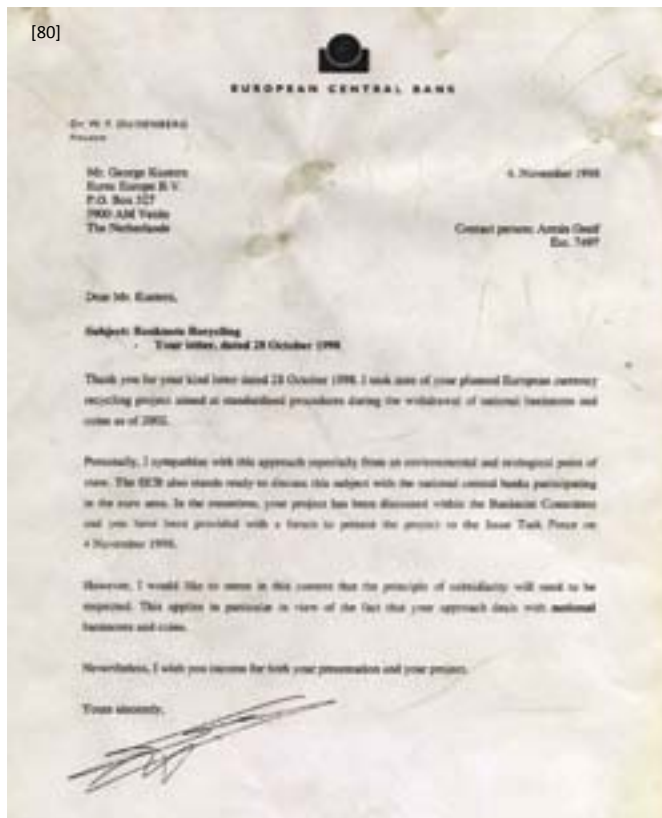 [80]
EUROPEAN CENTRAL BANK
Dr. W. F. DUISENBERG
President
Mr. George
Europe B.V.
P.O. Box 527
5900 AM Venlo
The Netherlands
November 1998
Contact person: Armin
Ext. 7497
Dear Mr.
Subject: Banknote Recycling
- Your letter, dated 28 October 1998
Thank you for your kind letter dated 28 October 1998. I took note of your planned European currency
recycling project aimed at standardised procedures during the withdrawal of national banknotes and
coins as of 2002.
Personally, I sympathise with this approach especially from an environmental and ecological point of
view. The ECB also stands ready to discuss this subject with the national central banks participating
in the euro area. In the meantime, your project has been discussed within the Banknote Committee
and you have been provided with a forum to present the project to the Issue Task Force on
4 November 1998.
However, I would like to in this context that the principle of subsidiarity will need to be
respected. This applies in particular in view of the fact that your approach deals with national
banknotes and coins.
Nevertheless, I wish you success for both your presentation and your project.
Yours sincerely,